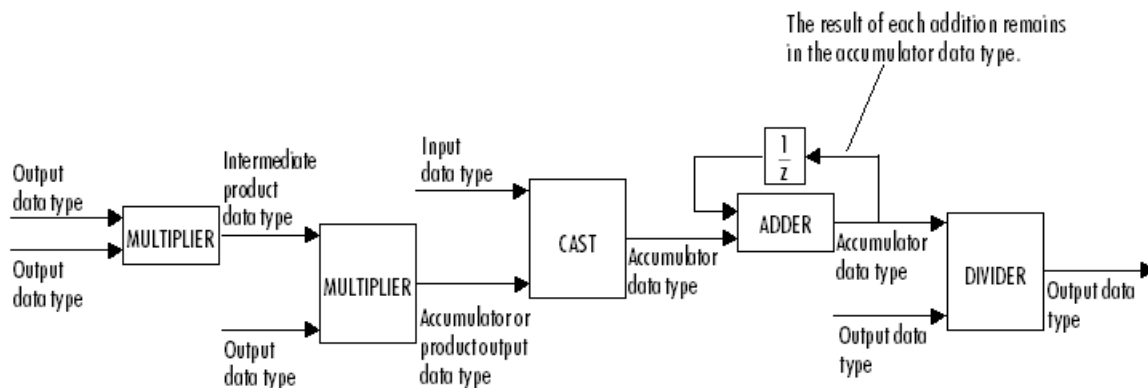 The result of each addition remains
in the accumulator data type.
Output
data type
Output
data type
MULTIPLIER
Intermediate
product
data type
Output
data type
MULTIPLIER
Input
data type
Accumulator or
product output
data type
CAST
Accumulator
data type
1
z
ADDER
Accumulator
data type
Output data
type
DIVIDER
Output data
type